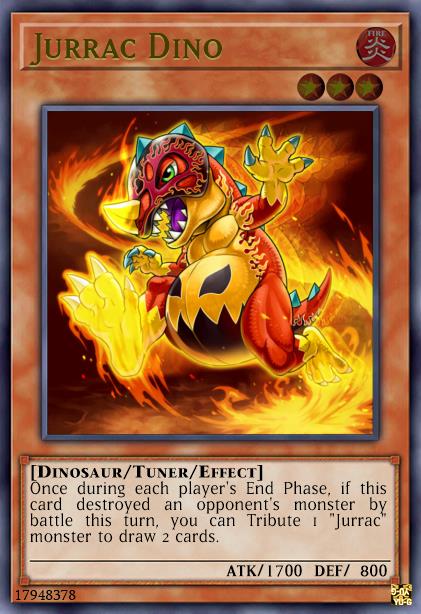 Jurrac Dino
FIRE
炎
[Dinosaur/Tuner/Effect]
Once during each player's End Phase, if this
card destroyed an opponent's monster by
battle this turn, you can Tribute 1 "Jurrac"
monster to draw 2 cards.
ATK/1700 DEF/ 800
17948378